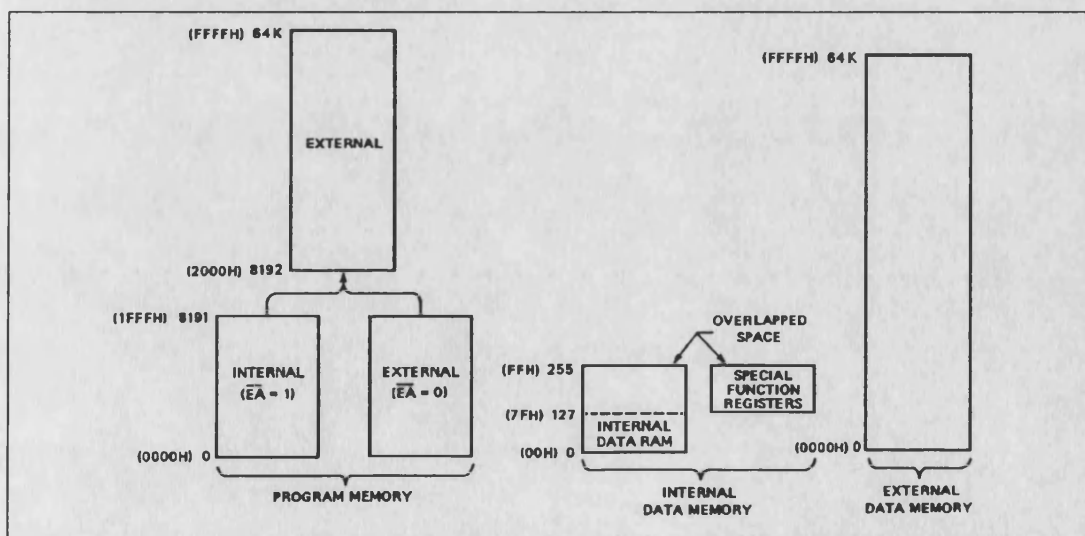 (FFFFH) 64K
EXTERNAL
(2000H) 8192
(1FFFH) 8191
INTERNAL
(EA = 1)
EXTERNAL
(EA = 0)
(0000H) 0
PROGRAM MEMORY
OVERLAPPED
SPACE
(FFH) 255
(7FH) 127
INTERNAL
DATA RAM
(00H) 0
SPECIAL
FUNCTION
REGISTERS
INTERNAL
DATA MEMORY
(FFFFH) 64K
(0000H) 0
EXTERNAL
DATA MEMORY